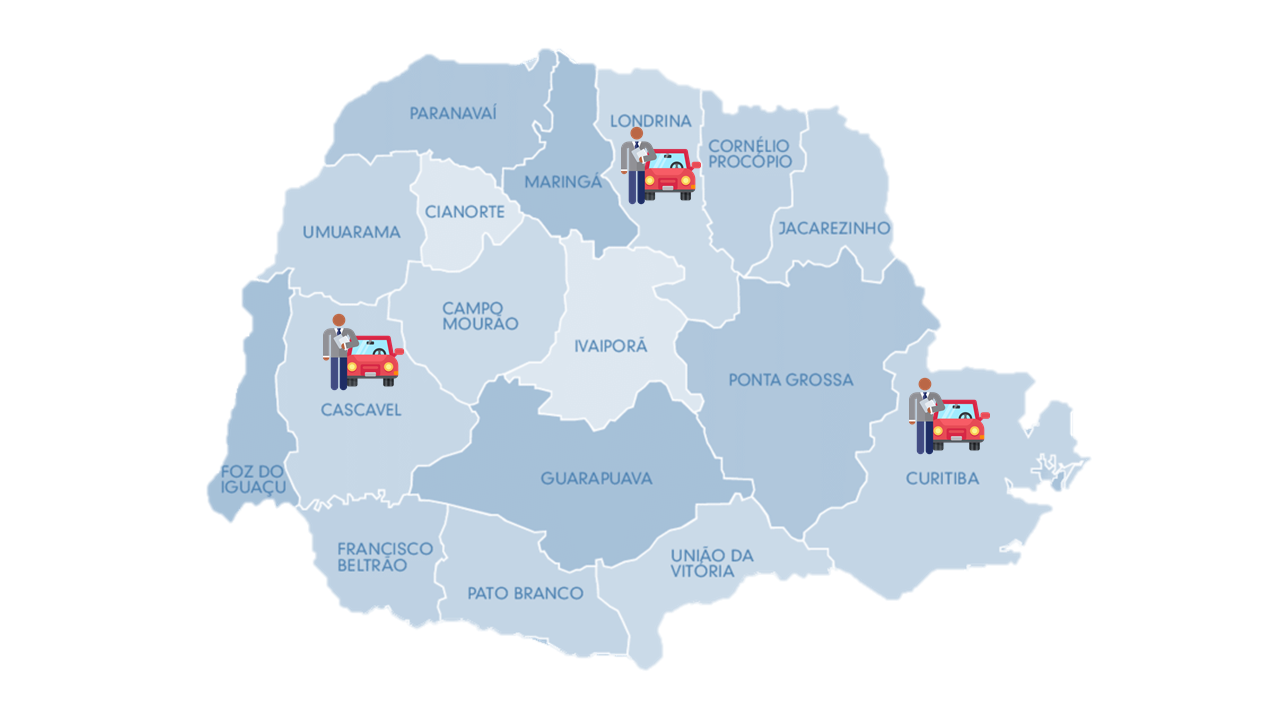 PARANAVAÍ
LONDRINA
CORNÉLIO
PROCÓPIO
MARINGÁ
CIANORTE
UMUARAMA
JACAREZINHO
CAMPO
MOURÃO
IVAIPORÃ
PONTA GROSSA
CASCAVEL
FOZ DO
IGUAÇU
GUARAPUAVA
CURITIBA
FRANCISCO
BELTRÃO
UNIÃO DA
VITÓRIA
PATO BRANCO